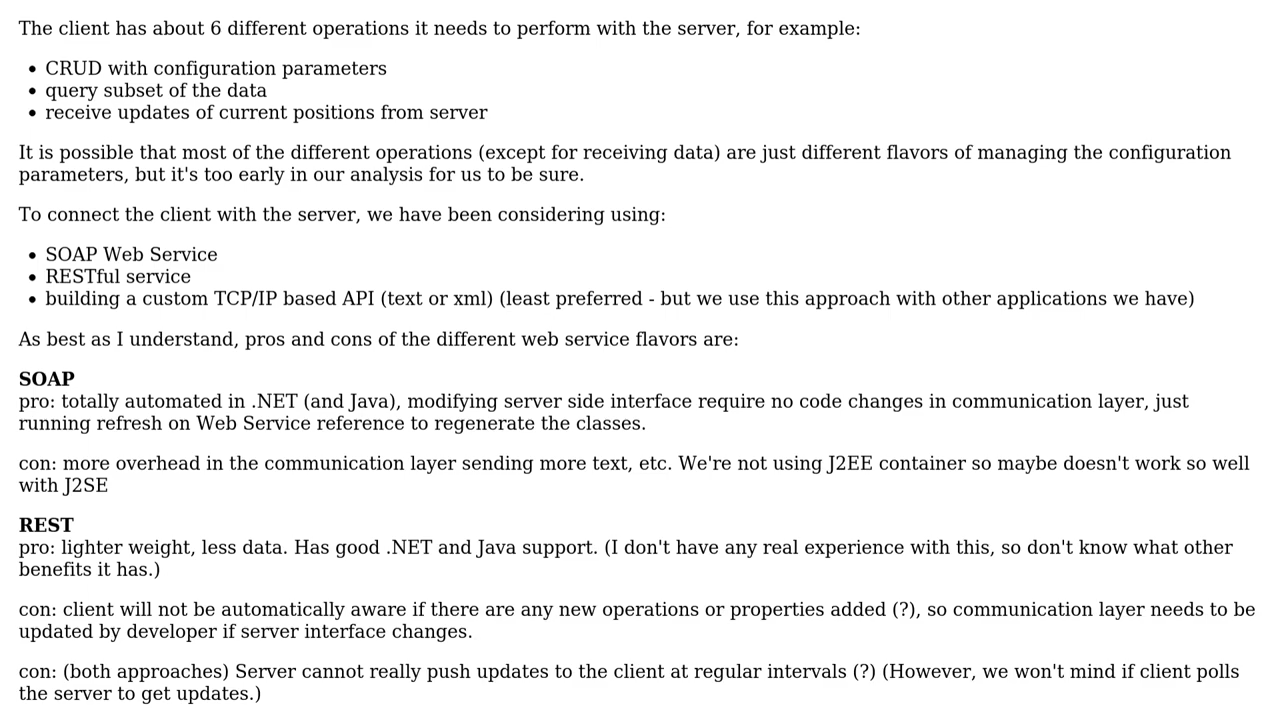 The client has about 6 different operations it needs to perform with the server, for example:
• CRUD with configuration parameters
• query subset of the data
• receive updates of current positions from server
It is possible that most of the different operations (except for receiving data) are just different flavors of managing the configuration
parameters, but it's too early in our analysis for us to be sure.
To connect the client with the server, we have been considering using:
• SOAP Web Service
• RESTful service
• building a custom TCP/IP based API (text or xml) (least preferred - but we use this approach with other applications we have)
As best as I understand, pros and cons of the different web service flavors are:
SOAP
pro: totally automated in .NET (and Java), modifying server side interface require no code changes in communication layer, just
running refresh on Web Service reference to regenerate the classes.
con: more overhead in the communication layer sending more text, etc. We're not using J2EE container so maybe doesn't work so well
with J2SE
REST
pro: lighter weight, less data. Has good .NET and Java support. (I don't have any real experience with this, so don't know what other
benefits it has.)
con: client will not be automatically aware if there are any new operations or properties added (?), so communication layer needs to be
updated by developer if server interface changes.
con: (both approaches) Server cannot really push updates to the client at regular intervals (?) (However, we won't mind if client polls
the server to get updates.)